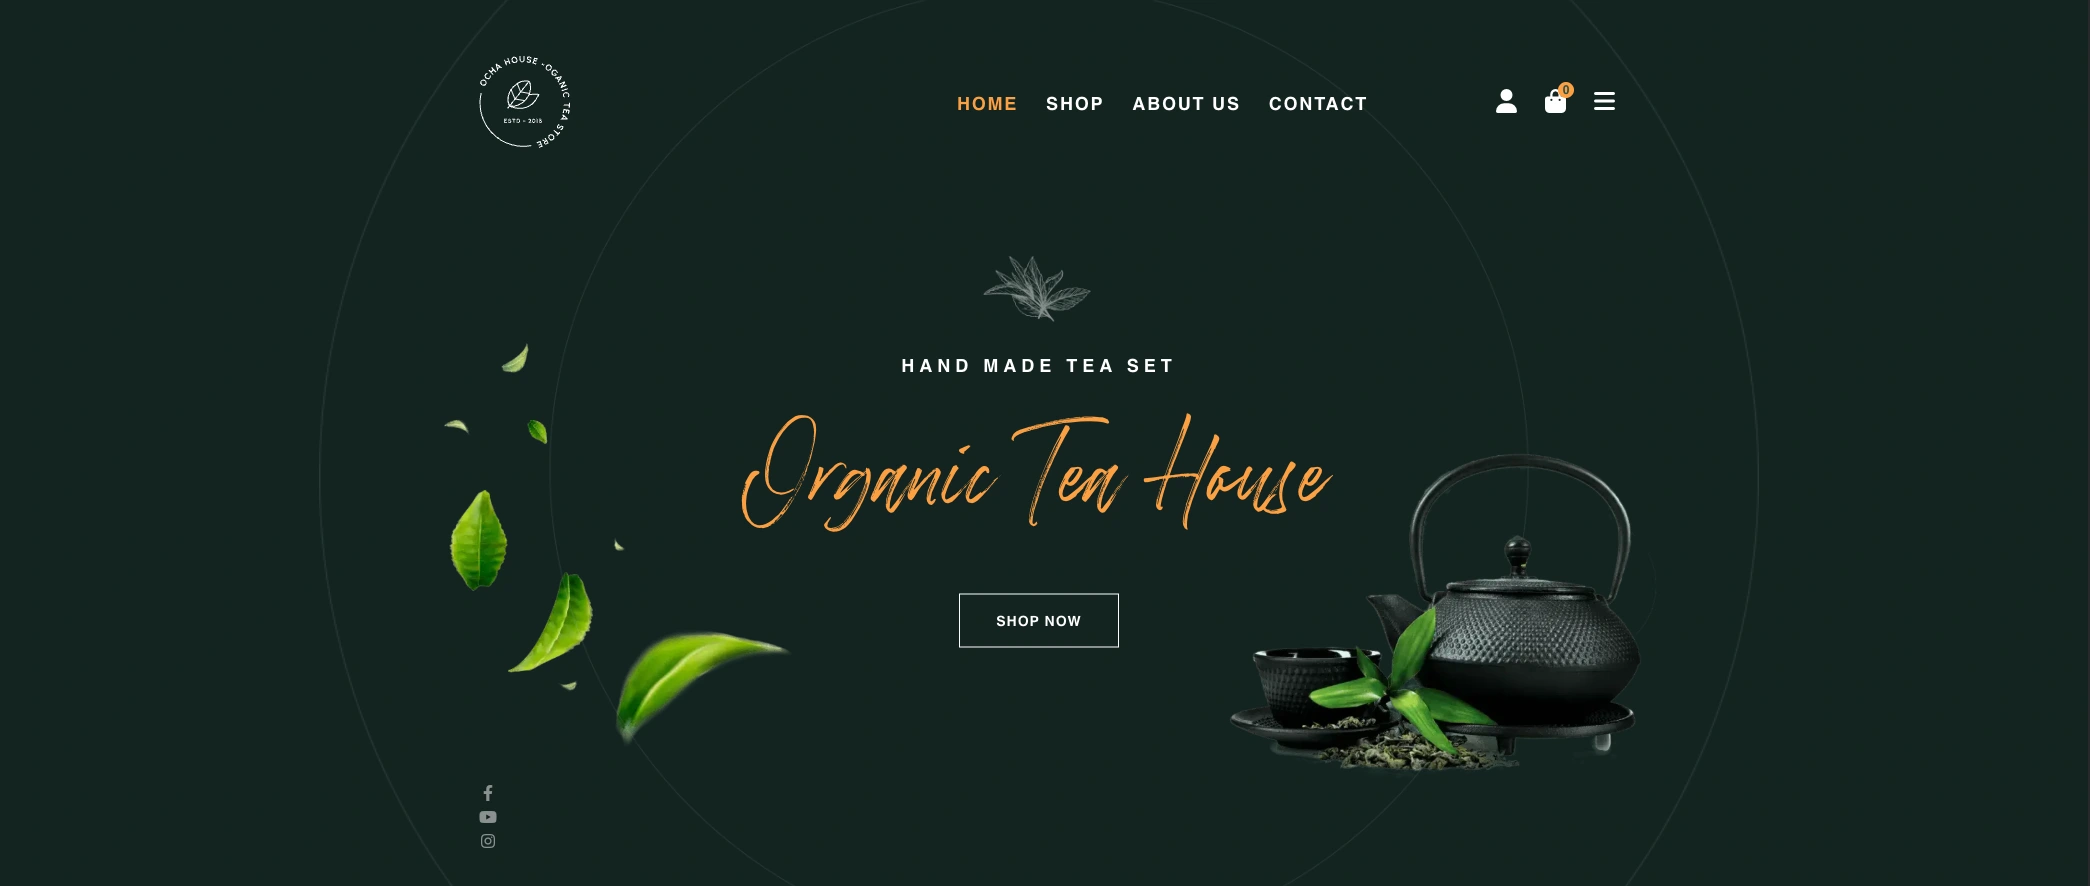 OCHA HOUSE - OGANIC TEA STORE
ESTD - 2018
HOME SHOP ABOUT US CONTACT
0
HAND MADE TEA SET
Organic Tea House
SHOP NOW